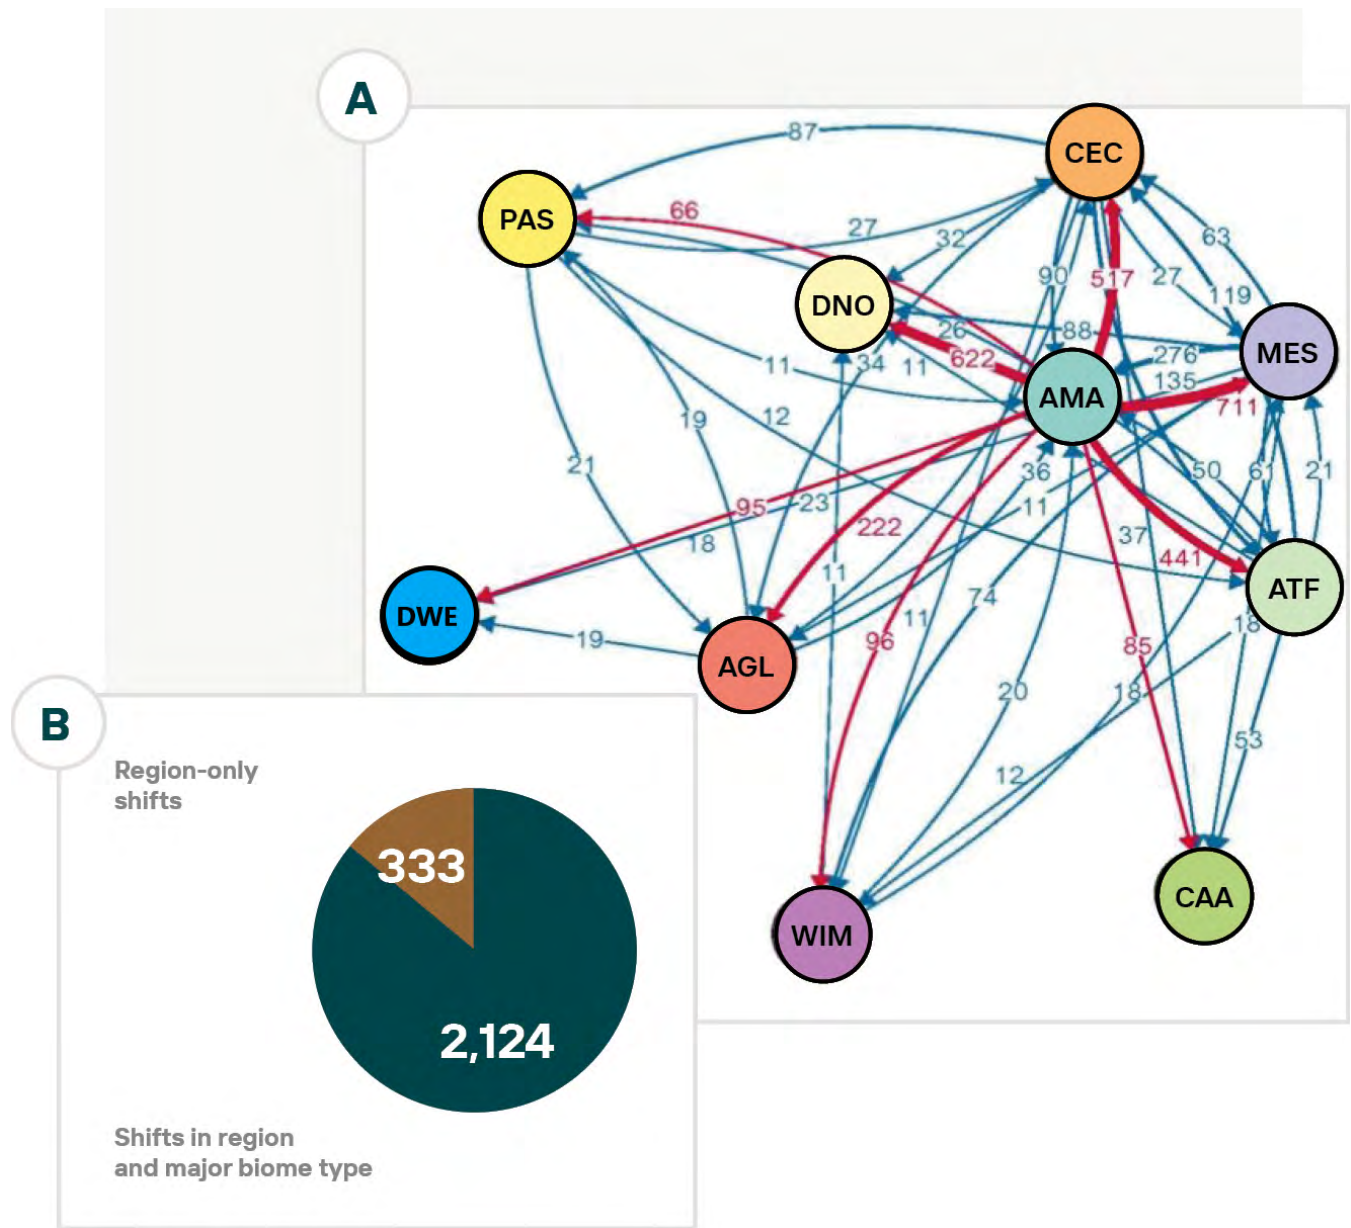 A
CEC
87
PAS
66
27
32
63
DNO
90
517
27
119
26
88
MES
622
276
11
34
11
135
AMA
711
19
12
21
36
50
61
21
95
23
11
222
37
441
18
11
74
ATF
DWE
19
96
11
85
18
AGL
20
18
53
12
CAA
WIM
B
Region-only
shifts
333
2,124
Shifts in region
and major biome type